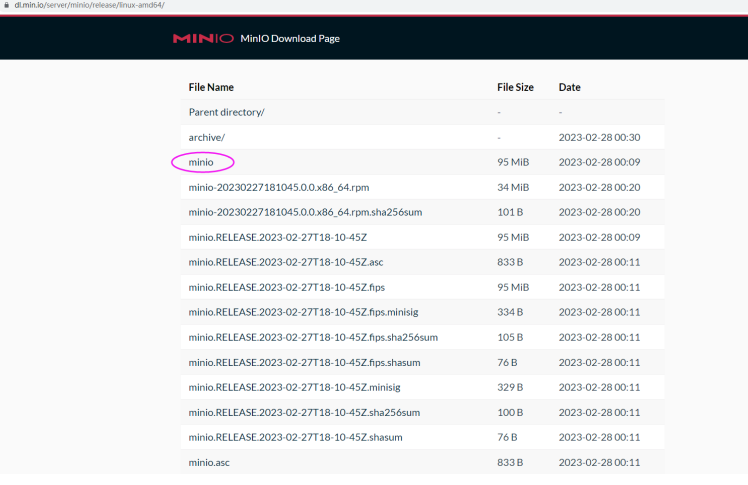 dl.min.io/server/minio/release/linux-amd64/
MINIO MinIO Download Page
File Name File Size Date
Parent directory/ - -
archive/ - 2023-02-28 00:30
minio 95 MiB 2023-02-28 00:09
minio-20230227181045.0.0.x86_64.rpm 34 MiB 2023-02-28 00:20
minio-20230227181045.0.0.x86_64.rpm.sha256sum 101 B 2023-02-28 00:20
minio.RELEASE.2023-02-27T18-10-45Z 95 MiB 2023-02-28 00:09
minio.RELEASE.2023-02-27T18-10-45Z.asc 833 B 2023-02-28 00:11
minio.RELEASE.2023-02-27T18-10-45Z.fips 95 MiB 2023-02-28 00:11
minio.RELEASE.2023-02-27T18-10-45Z.fips.minisig 334 B 2023-02-28 00:11
minio.RELEASE.2023-02-27T18-10-45Z.fips.sha256sum 105 B 2023-02-28 00:11
minio.RELEASE.2023-02-27T18-10-45Z.fips.shasum 76 B 2023-02-28 00:11
minio.RELEASE.2023-02-27T18-10-45Z.minisig 329 B 2023-02-28 00:11
minio.RELEASE.2023-02-27T18-10-45Z.sha256sum 100 B 2023-02-28 00:11
minio.RELEASE.2023-02-27T18-10-45Z.shasum 76 B 2023-02-28 00:11
minio.asc 833 B 2023-02-28 00:11